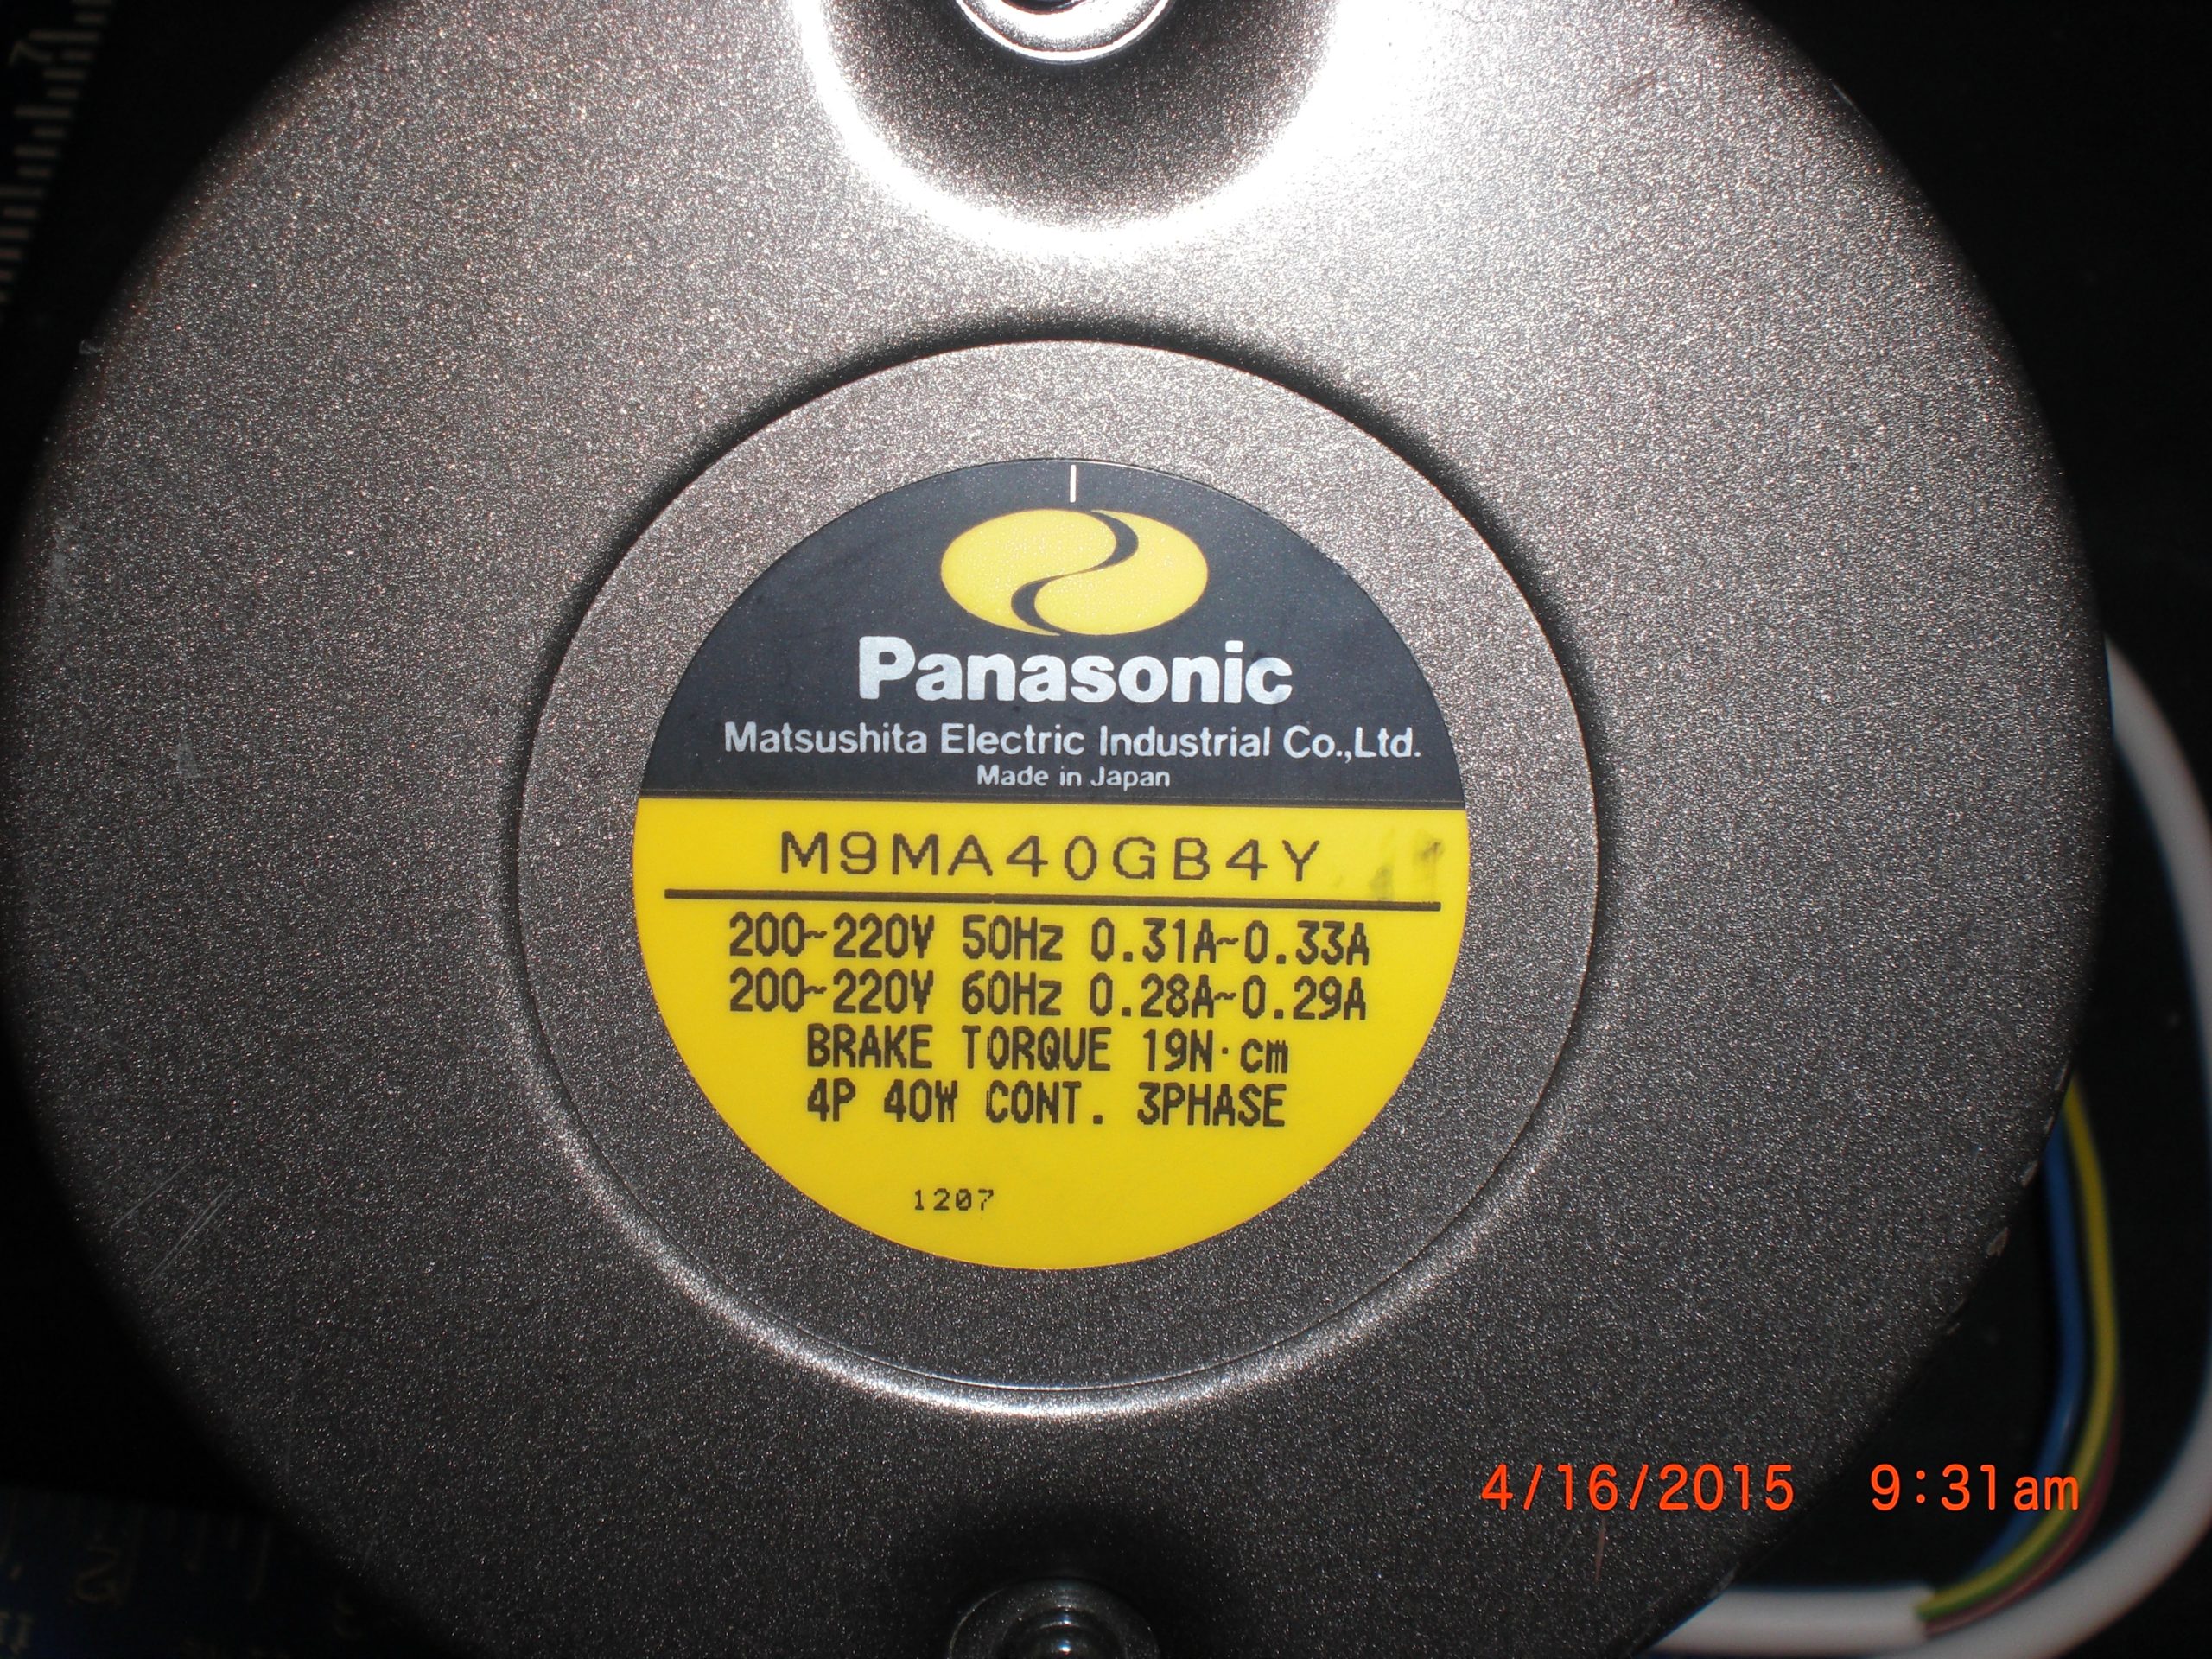 Panasonic
Matsushita Electric Industrial Co.,Ltd.
Made in Japan
M9MA40GB4Y
200~220V 50Hz 0.31A~0.33A
200~220V 60Hz 0.28A~0.29A
BRAKE TORQUE 19N·cm
4P 40W CONT. 3PHASE
1207
4/16/2015 9:31am